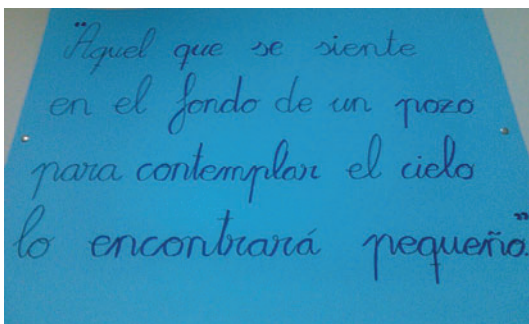 "Aquel que se siente
en el fondo de un pozo
para contemplar el cielo
lo encontrará pequeño."